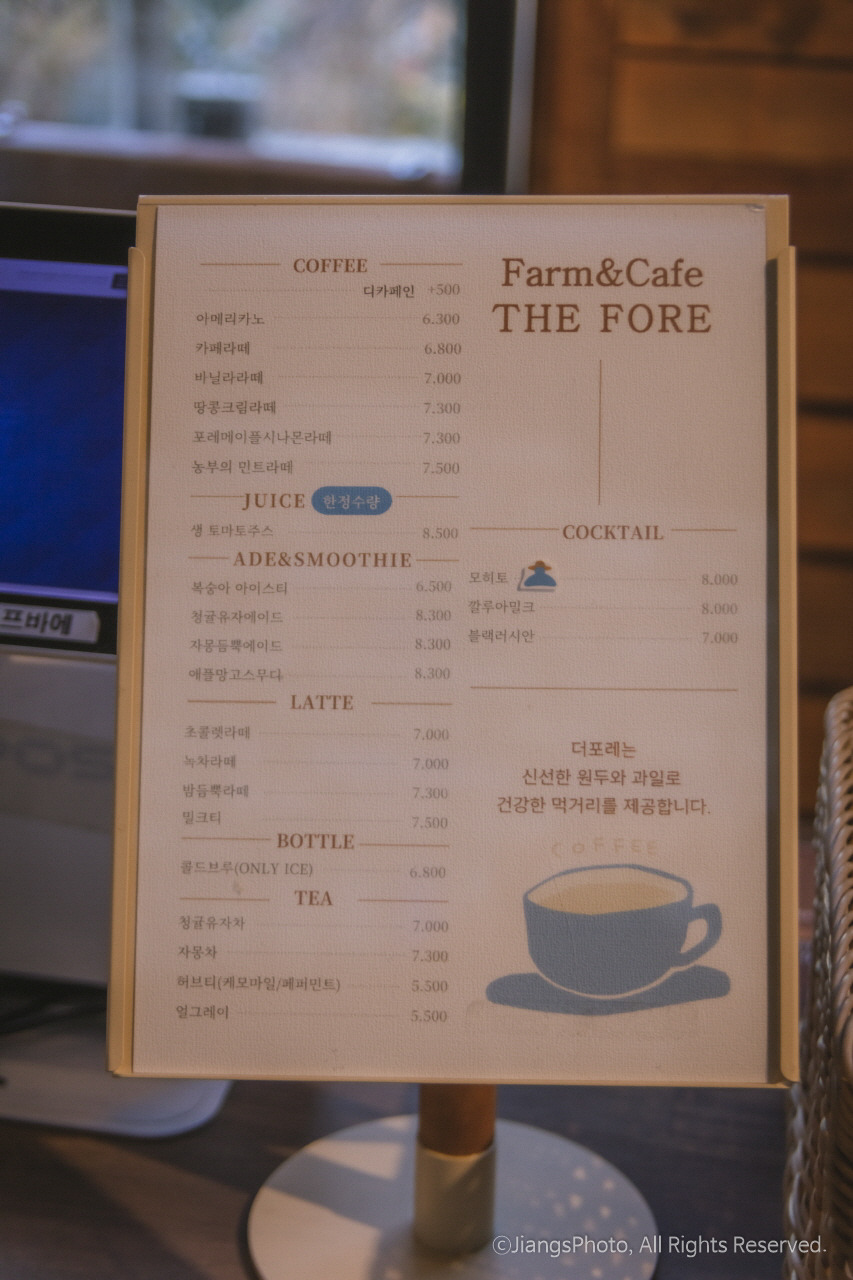 COFFEE
디카페인 +500
아메리카노 6.300
카페라떼 6.800
바닐라라떼 7.000
땅콩크림라떼 7.300
포레메이플시나몬라떼 7.300
농부의 민트라떼 7.500
JUICE 한정수량
생 토마토주스 8.500
ADE&SMOOTHIE
복숭아 아이스티 6.500
청귤유자에이드 8.300
자몽듬뿍에이드 8.300
애플망고스무디 8.300
LATTE
초콜렛라떼 7.000
녹차라떼 7.000
밤듬뿍라떼 7.300
밀크티 7.500
BOTTLE
콜드브루(ONLY ICE) 6.800
TEA
청귤유자차 7.000
자몽차 7.300
허브티(케모마일/페퍼민트) 5.500
얼그레이 5.500
Farm&Cafe
THE FORE
COCKTAIL
모히토 8.000
깔루아밀크 8.000
블랙러시안 7.000
더포레는
신선한 원두와 과일로
건강한 먹거리를 제공합니다.
COFFEE
프바에
POS
©JiangsPhoto, All Rights Reserved.